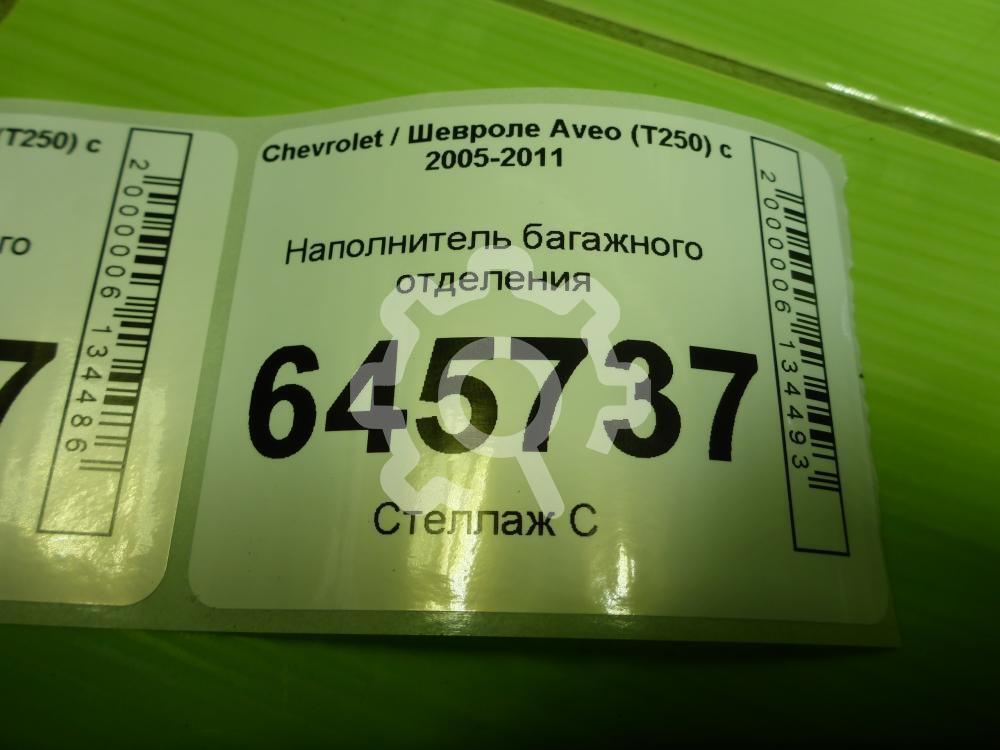 (T250) с
го
7
2000006134486
Chevrolet / Шевроле Aveo (T250) с
2005-2011
Наполнитель багажного
отделения
645737
Стеллаж С
2000006134493